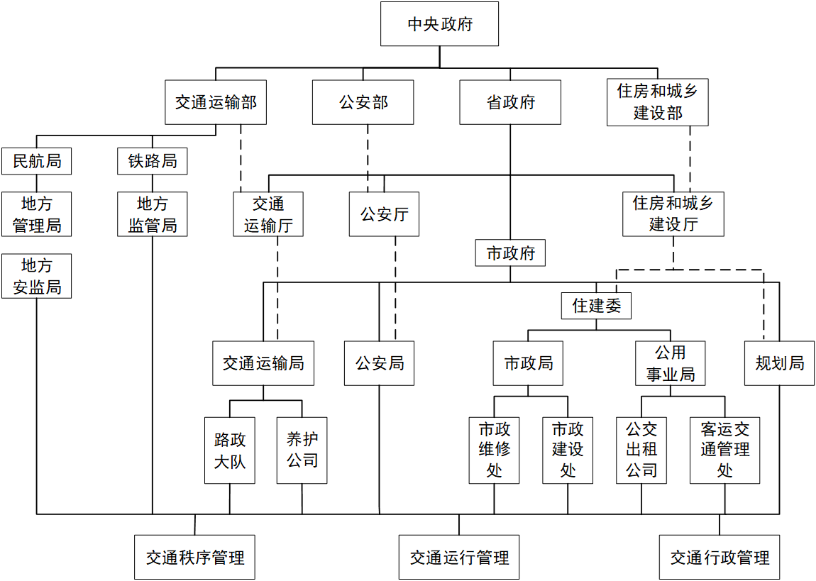 中央政府
交通运输部
公安部
省政府
住房和城乡
建设部
民航局
铁路局
地方
管理局
地方
监管局
交通
运输厅
公安厅
住房和城乡
建设厅
市政府
地方
安监局
住建委
交通运输局
公安局
市政局
公用
事业局
规划局
路政
大队
养护
公司
市政
维修
处
市政
建设
处
公交
出租
公司
客运交
通管理
处
交通秩序管理
交通运行管理
交通行政管理